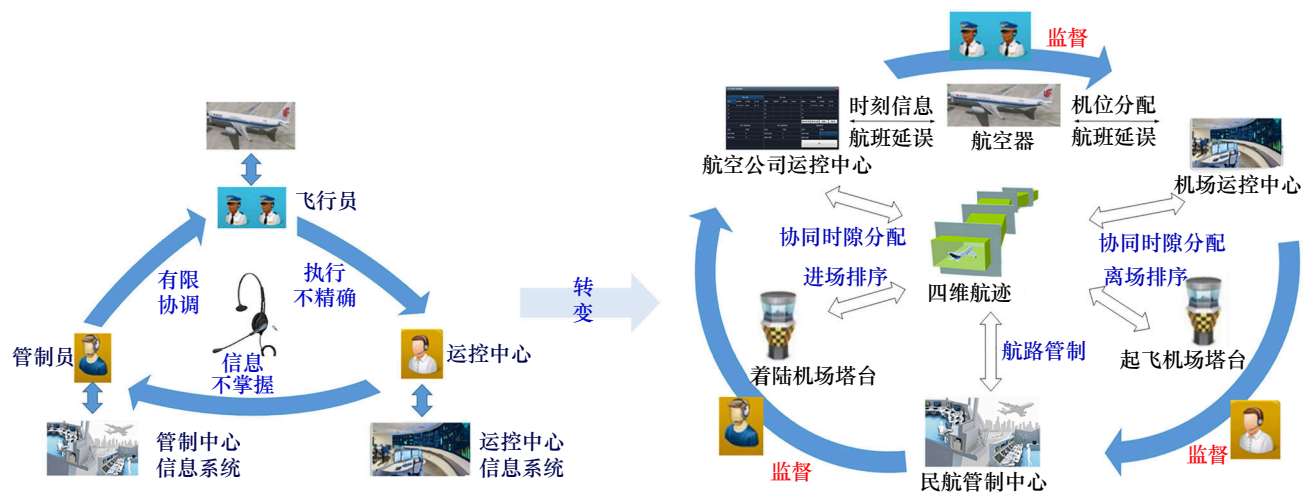 飞行员
有限
协调
执行
不精确
管制员
信息
不掌握
运控中心
管制中心
信息系统
运控中心
信息系统
转
变
监督
时刻信息
航班延误
机位分配
航班延误
航空公司运控中心
航空器
机场运控中心
协同时隙分配
协同时隙分配
进场排序
四维航迹
离场排序
着陆机场塔台
航路管制
起飞机场塔台
监督
民航管制中心
监督